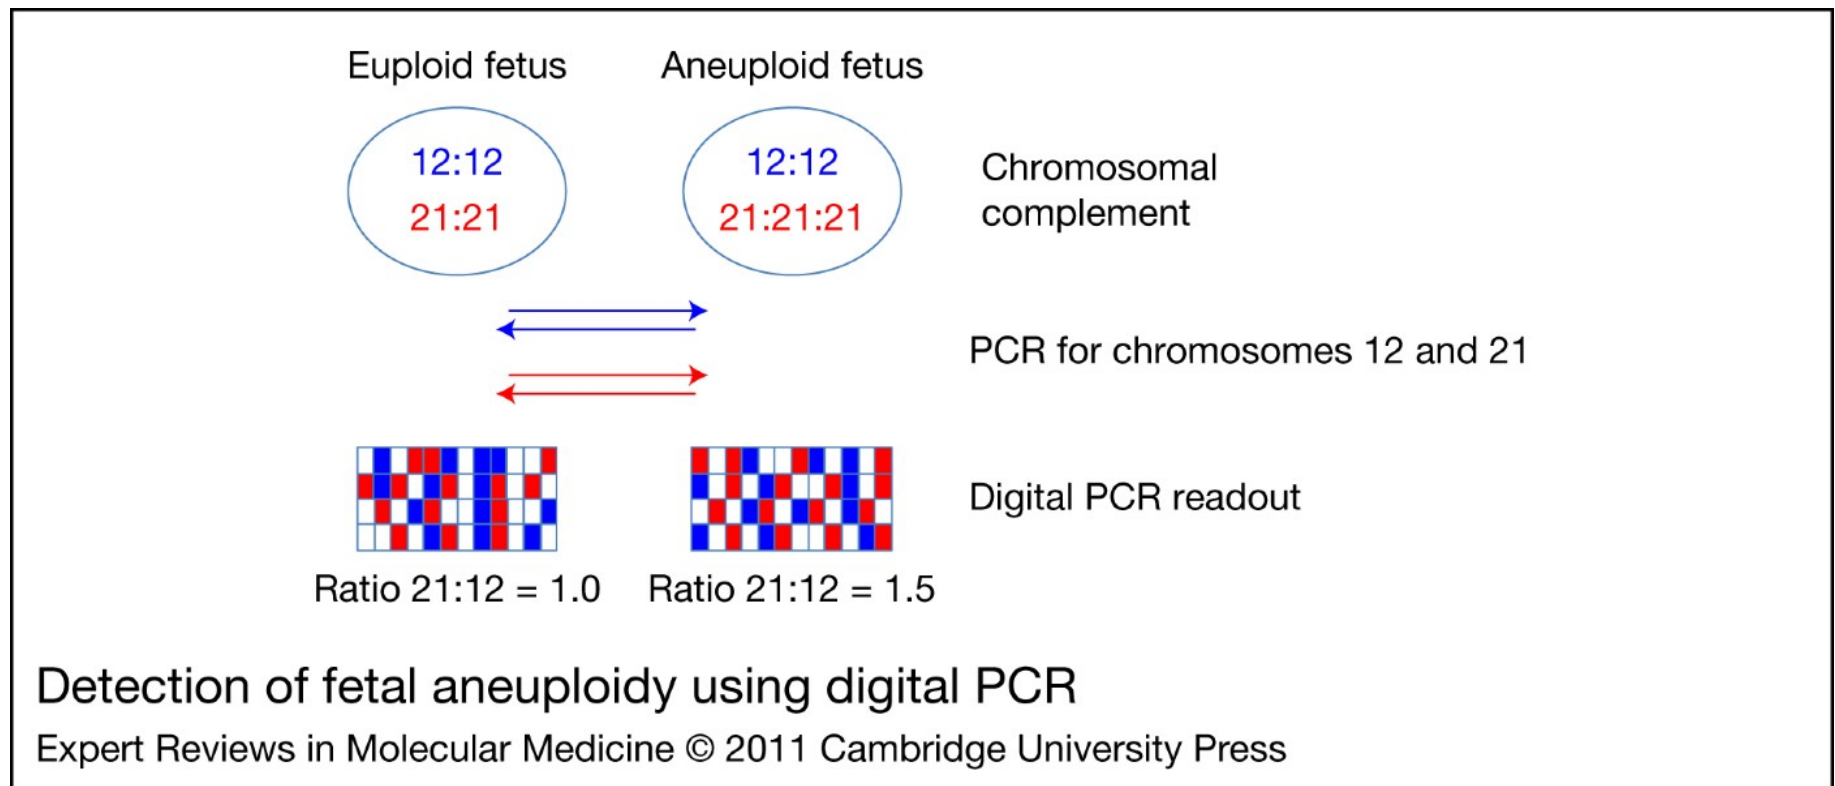 Euploid fetus
Aneuploid fetus
12:12
21:21
12:12
21:21:21
Chromosomal
complement
PCR for chromosomes 12 and 21
Digital PCR readout
Ratio 21:12 = 1.0
Ratio 21:12 = 1.5
Detection of fetal aneuploidy using digital PCR
Expert Reviews in Molecular Medicine © 2011 Cambridge University Press